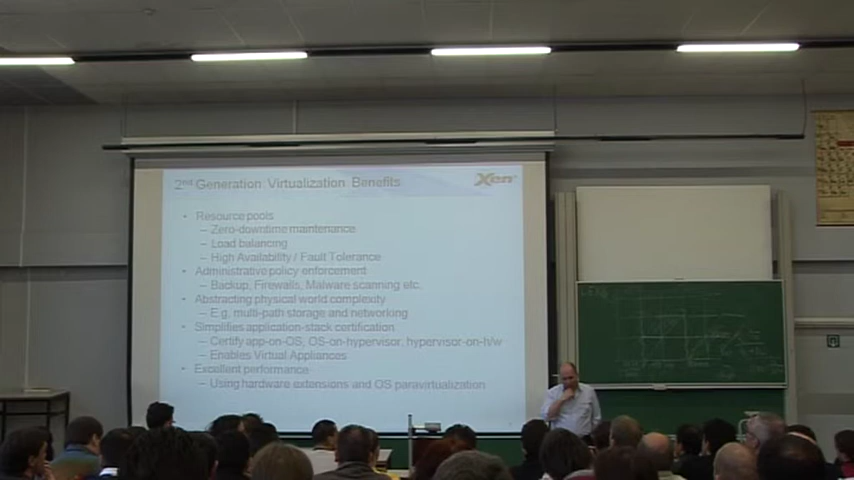 2nd Generation Virtualization Benefits
Xen
• Resource pools
– Zero-downtime maintenance
– Load balancing
– High Availability / Fault Tolerance
• Administrative policy enforcement
– Backup, Firewalls, Malware scanning etc.
• Abstracting physical world complexity
– E.g. multi-path storage and networking
• Simplifies application-stack certification
– Certify app-on-OS, OS-on-hypervisor, hypervisor-on-h/w
– Enables Virtual Appliances
• Excellent performance
– Using hardware extensions and OS paravirtualization